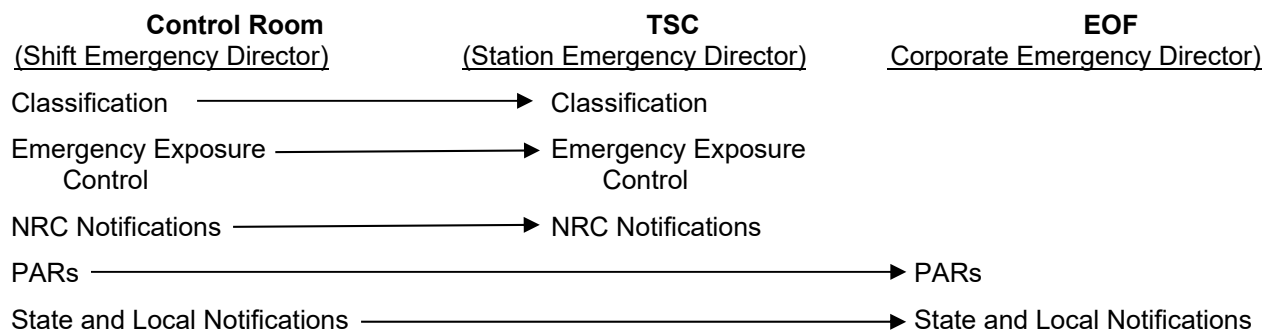 Control Room TSC EOF
(Shift Emergency Director) (Station Emergency Director) Corporate Emergency Director)
Classification Classification
Emergency Exposure Emergency Exposure
Control Control
NRC Notifications NRC Notifications
PARs PARs
State and Local Notifications State and Local Notifications